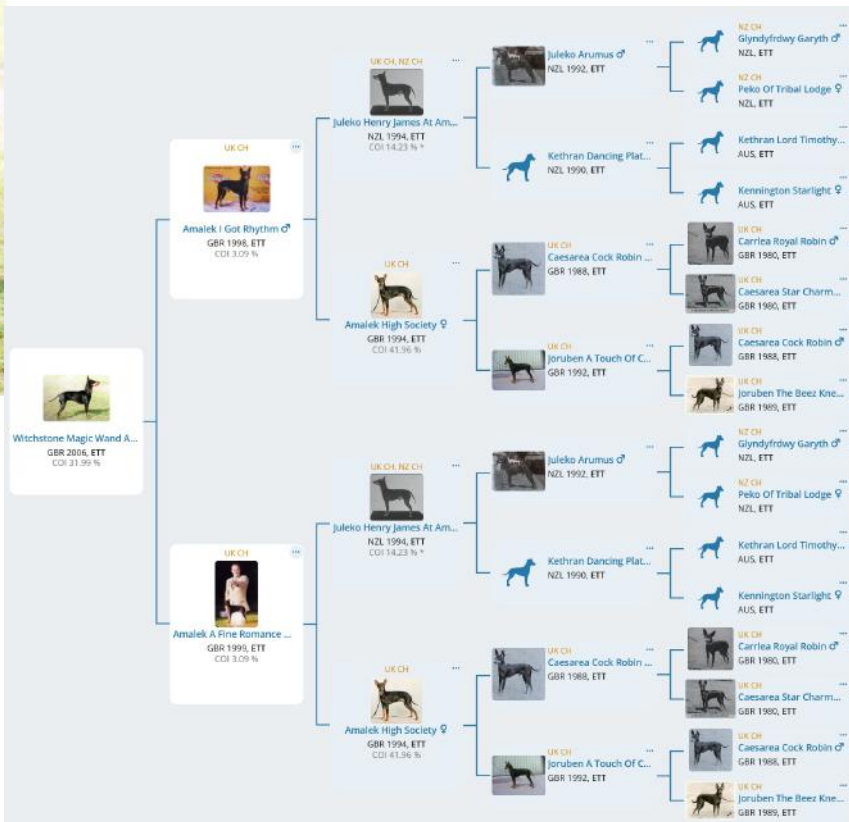 Witchstone Magic Wand A...
GBR 2006, ETT
COI 31.99 %
UK CH
Amalek I Got Rhythm ♂
GBR 1998, ETT
COI 3.09 %
UK CH
Amalek A Fine Romance ...
GBR 1999, ETT
COI 3.09 %
UK CH, NZ CH
Juleko Henry James At Am...
NZL 1994, ETT
COI 14.23 % *
UK CH
Amalek High Society ♀
GBR 1994, ETT
COI 41.96 %
UK CH, NZ CH
Juleko Henry James At Am...
NZL 1994, ETT
COI 14.23 % *
UK CH
Amalek High Society ♀
GBR 1994, ETT
COI 41.96 %
Juleko Arumus ♂
NZL 1992, ETT
Kethran Dancing Plat...
NZL 1990, ETT
UK CH
Caesarea Cock Robin ...
GBR 1988, ETT
UK CH
Joruben A Touch Of C...
GBR 1992, ETT
Juleko Arumus ♂
NZL 1992, ETT
Kethran Dancing Plat...
NZL 1990, ETT
UK CH
Caesarea Cock Robin ...
GBR 1988, ETT
UK CH
Joruben A Touch Of C...
GBR 1992, ETT
NZ CH
Glyndyfrdwy Garyth ♂
NZL, ETT
NZ CH
Peko Of Tribal Lodge ♀
NZL, ETT
Kethran Lord Timothy...
AUS, ETT
Kennington Starlight ♀
AUS, ETT
UK CH
Carrlea Royal Robin ♂
GBR 1980, ETT
UK CH
Caesarea Star Charm...
GBR 1980, ETT
UK CH
Caesarea Cock Robin ♂
GBR 1988, ETT
UK CH
Joruben The Beez Kne...
GBR 1989, ETT
NZ CH
Glyndyfrdwy Garyth ♂
NZL, ETT
NZ CH
Peko Of Tribal Lodge ♀
NZL, ETT
Kethran Lord Timothy...
AUS, ETT
Kennington Starlight ♀
AUS, ETT
UK CH
Carrlea Royal Robin ♂
GBR 1980, ETT
UK CH
Caesarea Star Charm...
GBR 1980, ETT
UK CH
Caesarea Cock Robin ♂
GBR 1988, ETT
UK CH
Joruben The Beez Kne...
GBR 1989, ETT